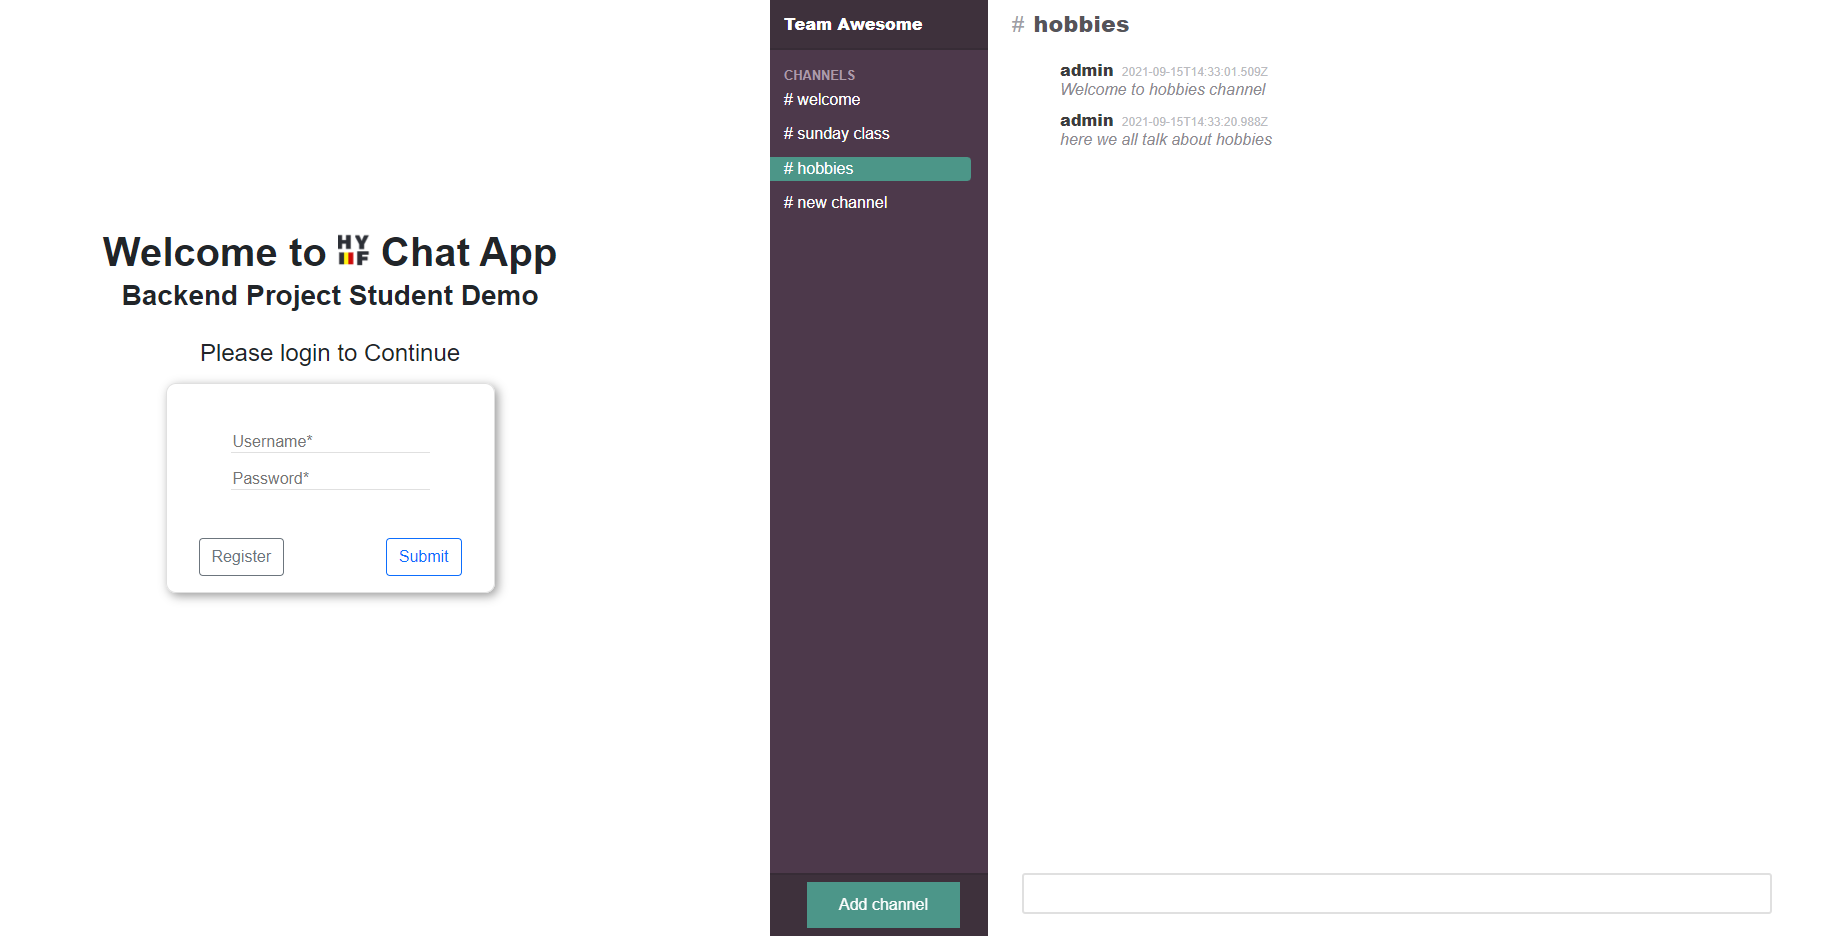 Welcome to HY F Chat App
Backend Project Student Demo
Please login to Continue
Username*
Password*
Register
Submit
Team Awesome
CHANNELS
# welcome
# sunday class
# hobbies
# new channel
Add channel
# hobbies
admin 2021-09-15T14:33:01.509Z
Welcome to hobbies channel
admin 2021-09-15T14:33:20.988Z
here we all talk about hobbies